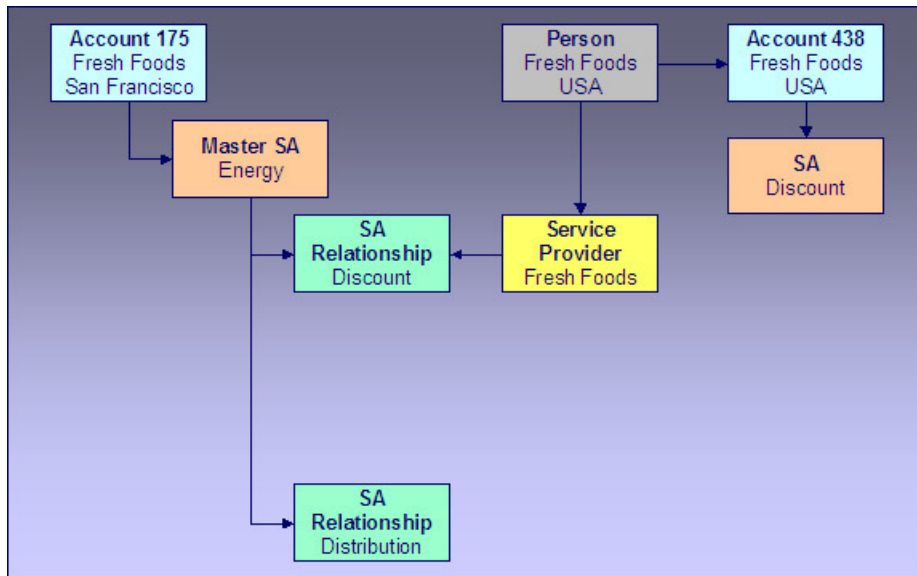 Account 175
Fresh Foods
San Francisco
Person
Fresh Foods
USA
Account 438
Fresh Foods
USA
Master SA
Energy
SA
Discount
SA
Relationship
Discount
Service
Provider
Fresh Foods
SA
Relationship
Distribution